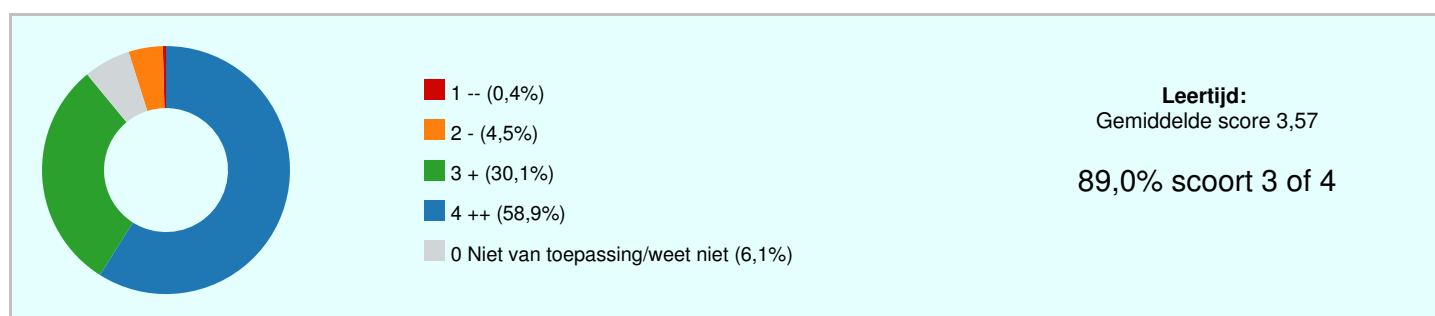 1 -- (0,4%)
2 - (4,5%)
3 + (30,1%)
4 ++ (58,9%)
0 Niet van toepassing/weet niet (6,1%)
Leertijd:
Gemiddelde score 3,57
89,0% scoort 3 of 4